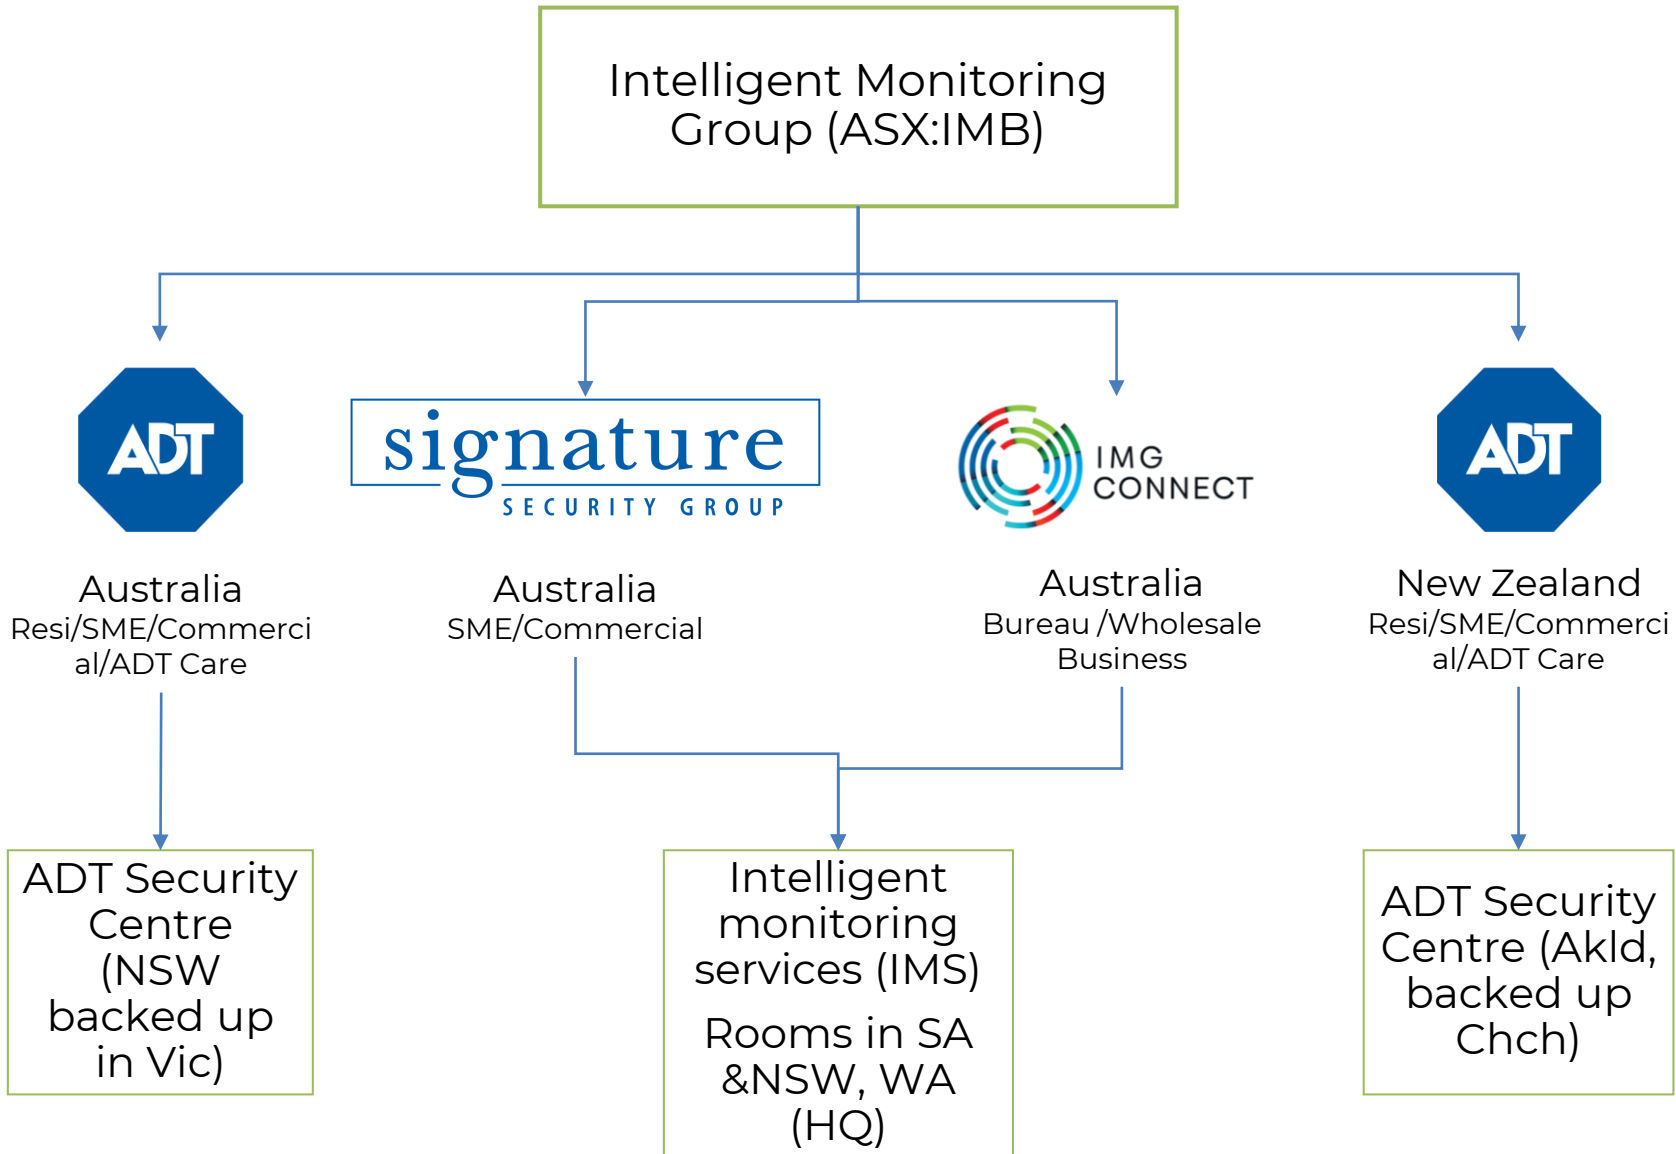 Intelligent Monitoring
Group (ASX:IMB)
ADT
signature
SECURITY GROUP
IMG
CONNECT
ADT
Australia
Resi/SME/Commerci
al/ADT Care
Australia
SME/Commercial
Australia
Bureau /Wholesale
Business
New Zealand
Resi/SME/Commerci
al/ADT Care
ADT Security
Centre
(NSW
backed up
in Vic)
Intelligent
monitoring
services (IMS)
Rooms in SA
&NSW, WA
(HQ)
ADT Security
Centre (Akld,
backed up
Chch)